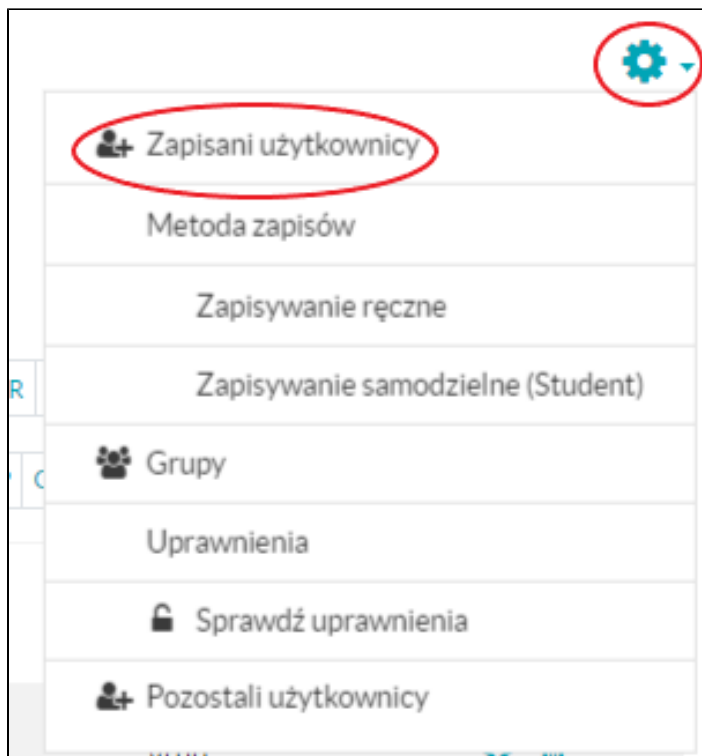 Zapisani użytkownicy
Metoda zapisów
Zapisywanie ręczne
R
Zapisywanie samodzielne (Student)
Grupy
Uprawnienia
Sprawdź uprawnienia
Pozostali użytkownicy